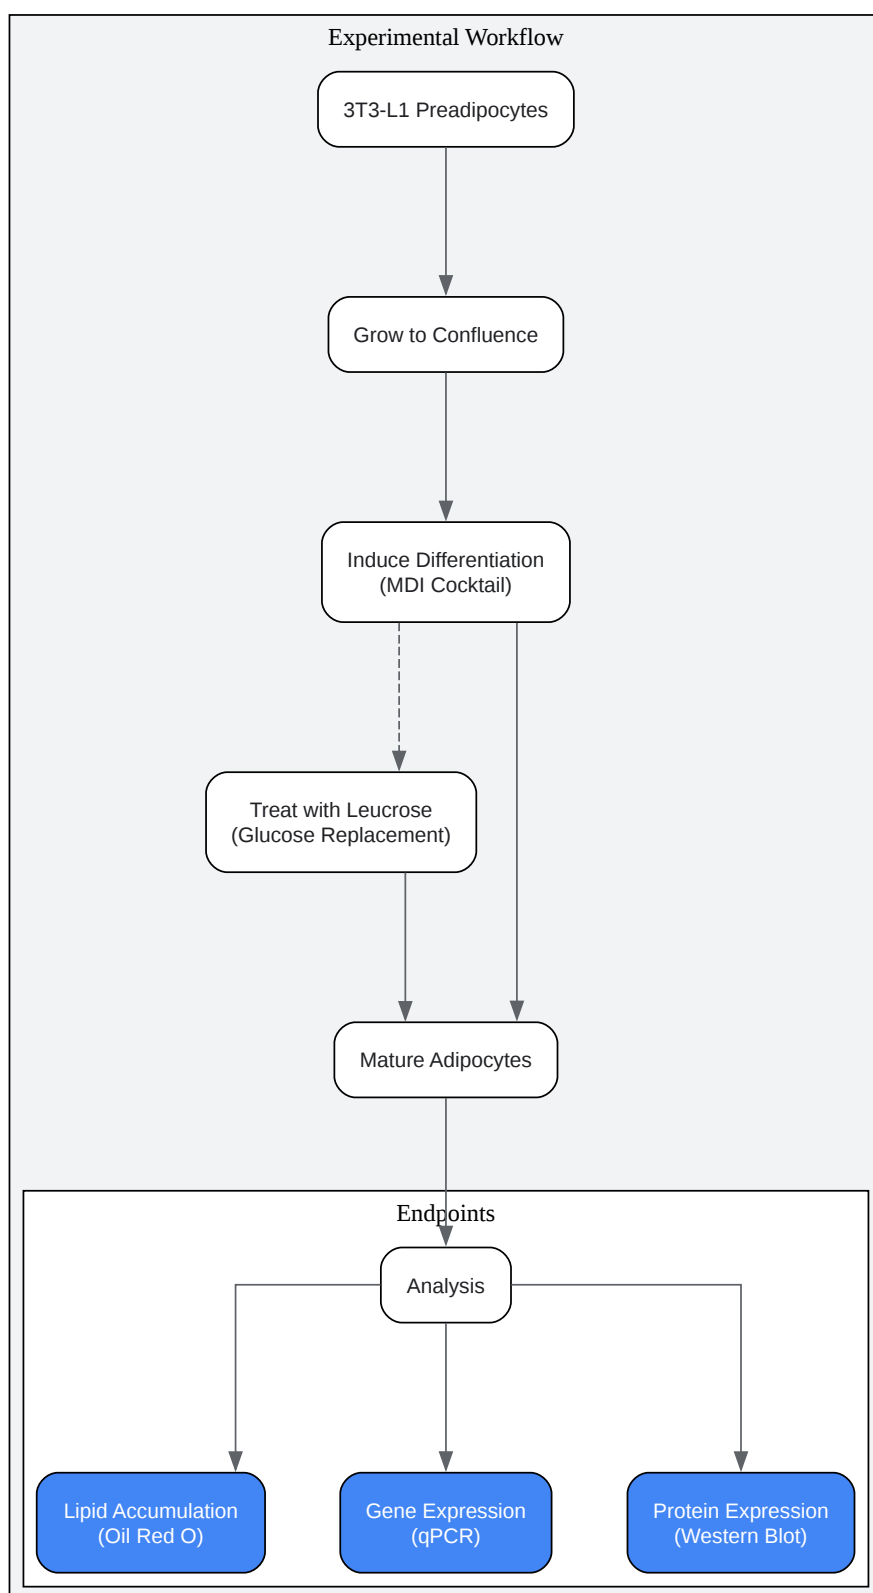 Experimental Workflow
3T3-L1 Preadipocytes
Grow to Confluence
Induce Differentiation
(MDI Cocktail)
Treat with Leucrose
(Glucose Replacement)
Mature Adipocytes
Endpoints
Analysis
Lipid Accumulation
(Oil Red O)
Gene Expression
(qPCR)
Protein Expression
(Western Blot)